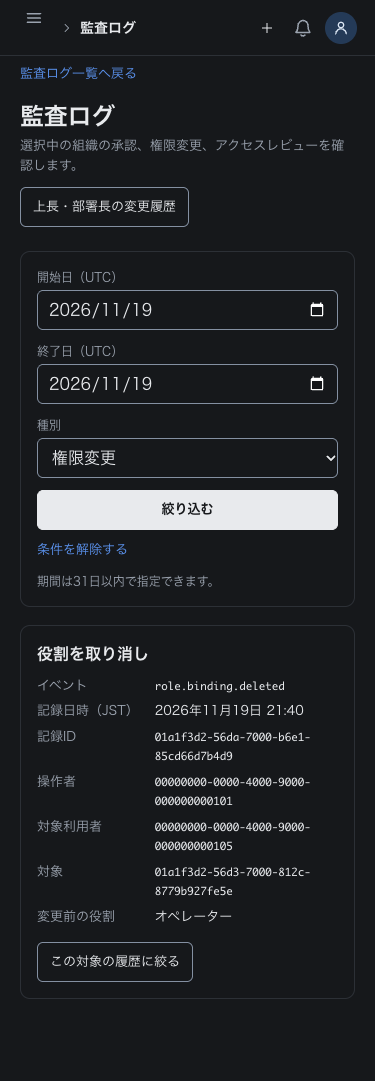 監査ログ
監査ログ一覧へ戻る
監査ログ
選択中の組織の承認、権限変更、アクセスレビューを確
認します。
上長・部署長の変更履歴
開始日（UTC）
2026/11/19
終了日（UTC）
2026/11/19
種別
権限変更
絞り込む
条件を解除する
期間は31日以内で指定できます。
役割を取り消し
イベント role.binding.deleted
記録日時（JST） 2026年11月19日 21:40
記録ID 01a1f3d2-56da-7000-b6e1-
85cd66d7b4d9
操作者 00000000-0000-4000-9000-
000000000101
対象利用者 00000000-0000-4000-9000-
000000000105
対象 01a1f3d2-56d3-7000-812c-
8779b927fe5e
変更前の役割 オペレーター
この対象の履歴に絞る